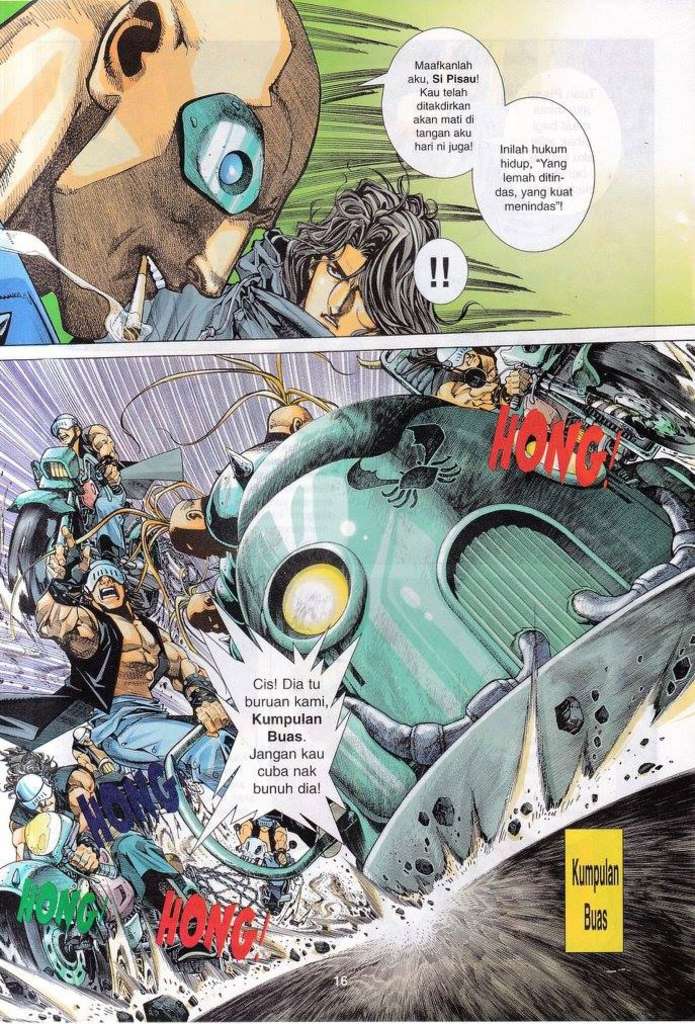 Maafkanlah
aku, Si Pisau!
Kau telah
ditakdirkan
akan mati di
tangan aku
hari ni juga!
Inilah hukum
hidup, "Yang
lemah ditin-
das, yang kuat
menindas"!
!!
HONG!
Cis! Dia tu
buruan kami,
Kumpulan
Buas.
Jangan kau
cuba nak
bunuh dia!
HONG
HONG!
HONG!
Kumpulan
Buas
16